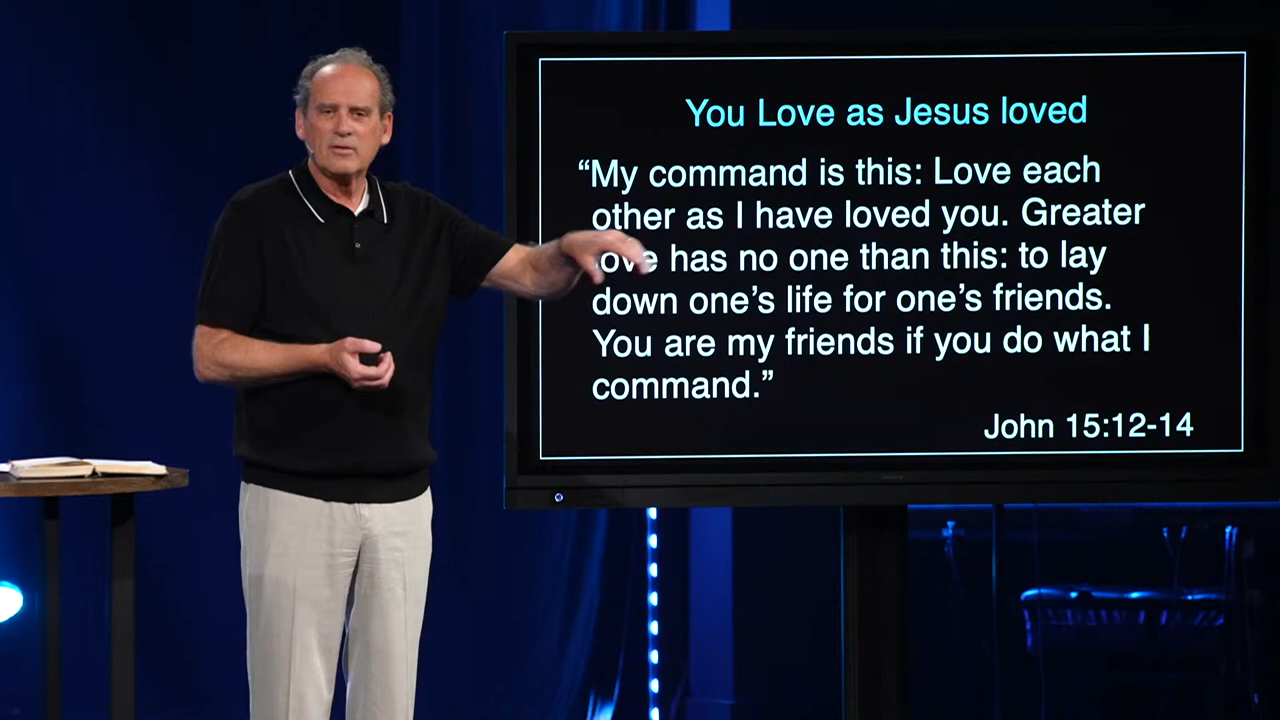 You Love as Jesus loved
“My command is this: Love each
other as I have loved you. Greater
love has no one than this: to lay
down one’s life for one’s friends.
You are my friends if you do what I
command.”
John 15:12-14